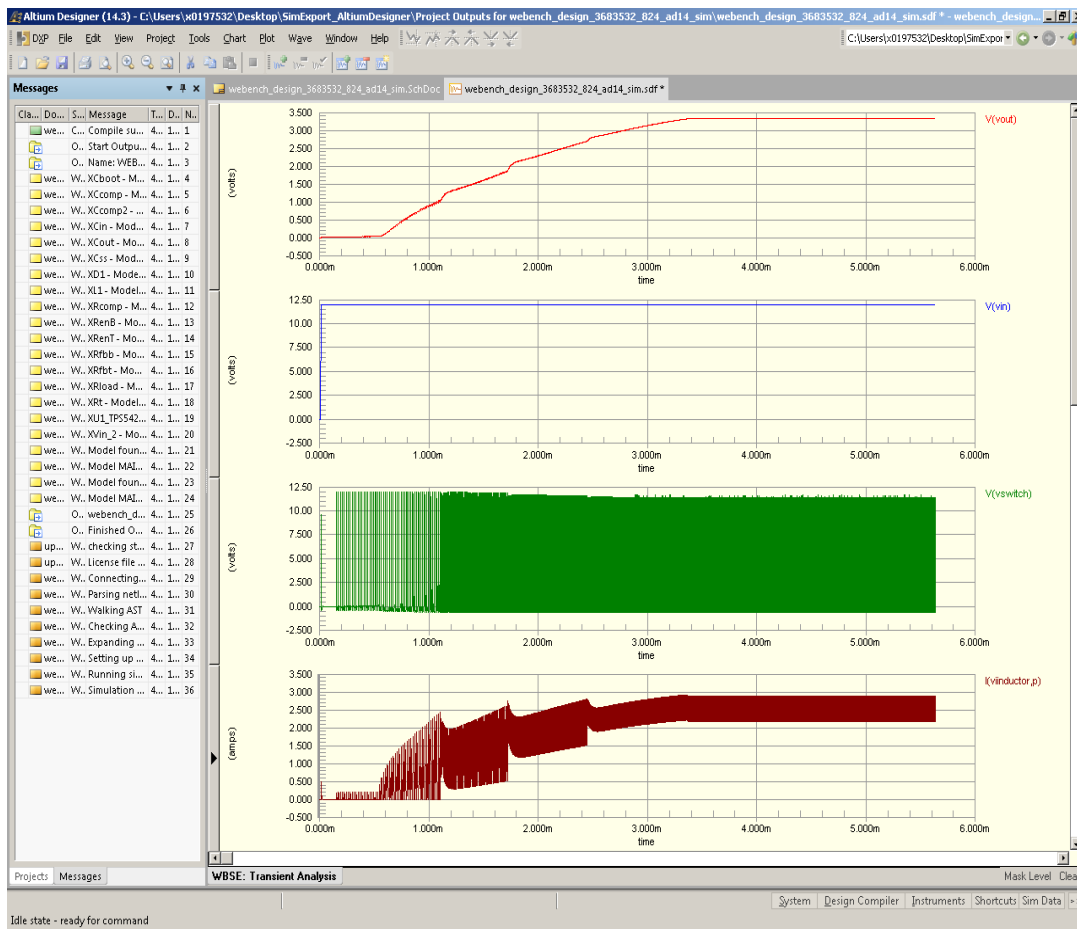 Altium Designer (14.3) - C:\Users\x0197532\Desktop\SimExport_AltiumDesigner\Project Outputs for webench_design_3683532_824_ad14_sim\webench_design_3683532_824_ad14_sim.sdf * - webench_design...
DXP File Edit View Project Tools Chart Plot Wave Window Help C:\Users\x0197532\Desktop\SimExpor
Messages
webench_design_3683532_824_ad14_sim.SchDoc webench_design_3683532_824_ad14_sim.sdf *
Cla... Do... S... Message T... D.. N..
we... C... Compile su... 4... 1... 1
O.. Start Outpu... 4... 1... 2
O.. Name: WEB... 4... 1... 3
we... W.. XCboot - M... 4... 1... 4
we... W.. XCcomp - M... 4... 1... 5
we... W.. XCcomp2 - ... 4... 1... 6
we... W.. XCin - Mod... 4... 1... 7
we... W.. XCout - Mo... 4... 1... 8
we... W.. XCss - Mod... 4... 1... 9
we... W.. XD1 - Mode... 4... 1... 10
we... W.. XL1 - Model... 4... 1... 11
we... W.. XRcomp - M... 4... 1... 12
we... W.. XRenB - Mo... 4... 1... 13
we... W.. XRenT - Mo... 4... 1... 14
we... W.. XRfbb - Mo... 4... 1... 15
we... W.. XRfbt - Mo... 4... 1... 16
we... W.. XRload - M... 4... 1... 17
we... W.. XRt - Model... 4... 1... 18
we... W.. XU1_TPS542... 4... 1... 19
we... W.. XVin_2 - Mo... 4... 1... 20
we... W.. Model foun... 4... 1... 21
we... W.. Model MAI... 4... 1... 22
we... W.. Model foun... 4... 1... 23
we... W.. Model MAI... 4... 1... 24
O.. webench_d... 4... 1... 25
O.. Finished O... 4... 1... 26
up... W.. checking st... 4... 1... 27
up... W.. License file ... 4... 1... 28
we... W.. Connecting... 4... 1... 29
we... W.. Parsing netl... 4... 1... 30
we... W.. Walking AST 4... 1... 31
we... W.. Checking A... 4... 1... 32
we... W.. Expanding ... 4... 1... 33
we... W.. Setting up ... 4... 1... 34
we... W.. Running si... 4... 1... 35
we... W.. Simulation ... 4... 1... 36
3.500
3.000
2.500
2.000
1.500
1.000
0.500
0.000
-0.500
(volts)
V(vout)
0.000m 1.000m 2.000m 3.000m 4.000m 5.000m 6.000m
time
12.50
10.00
7.500
5.000
2.500
0.000
-2.500
(volts)
V(vin)
0.000m 1.000m 2.000m 3.000m 4.000m 5.000m 6.000m
time
12.50
10.00
7.500
5.000
2.500
0.000
-2.500
(volts)
V(vswitch)
0.000m 1.000m 2.000m 3.000m 4.000m 5.000m 6.000m
time
3.500
3.000
2.500
2.000
1.500
1.000
0.500
0.000
-0.500
(amps)
I(viinductor,p)
0.000m 1.000m 2.000m 3.000m 4.000m 5.000m 6.000m
time
Projects Messages
WBSE: Transient Analysis Mask Level Clea
System Design Compiler Instruments Shortcuts Sim Data
Idle state - ready for command